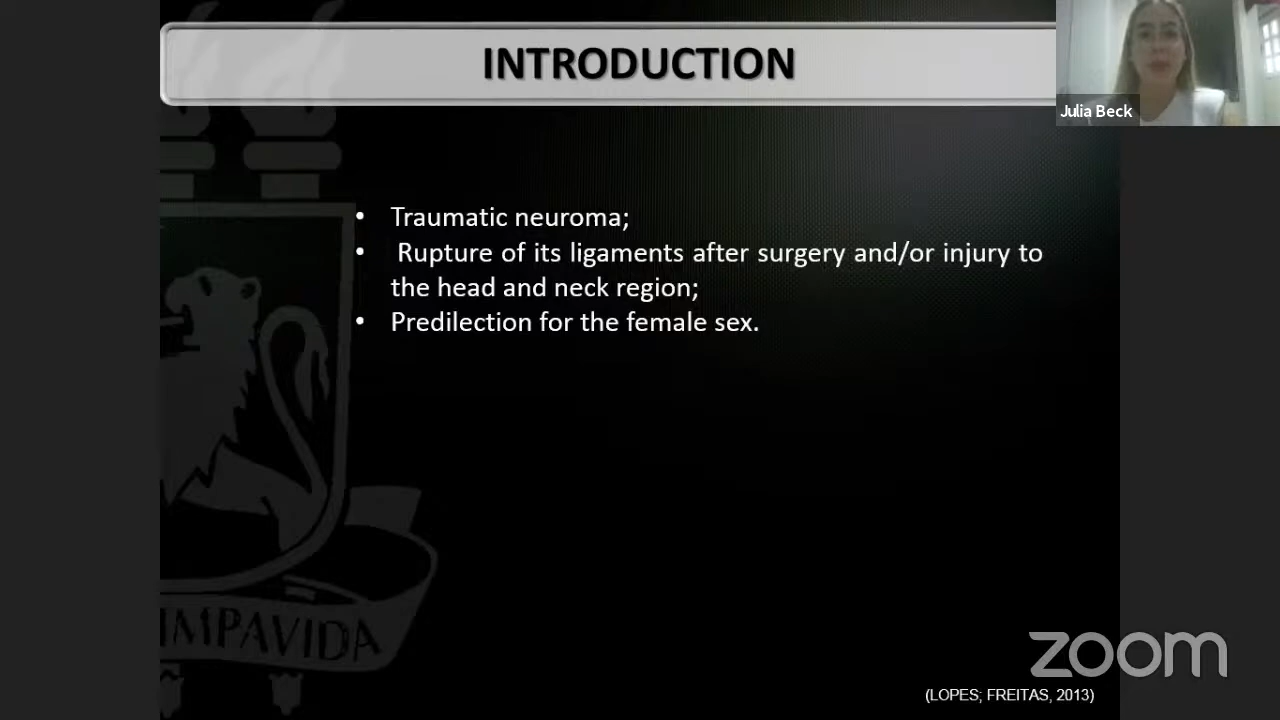 INTRODUCTION
Julia Beck
• Traumatic neuroma;
• Rupture of its ligaments after surgery and/or injury to
the head and neck region;
• Predilection for the female sex.
IMPAVIDA
zoom
(LOPES; FREITAS, 2013)